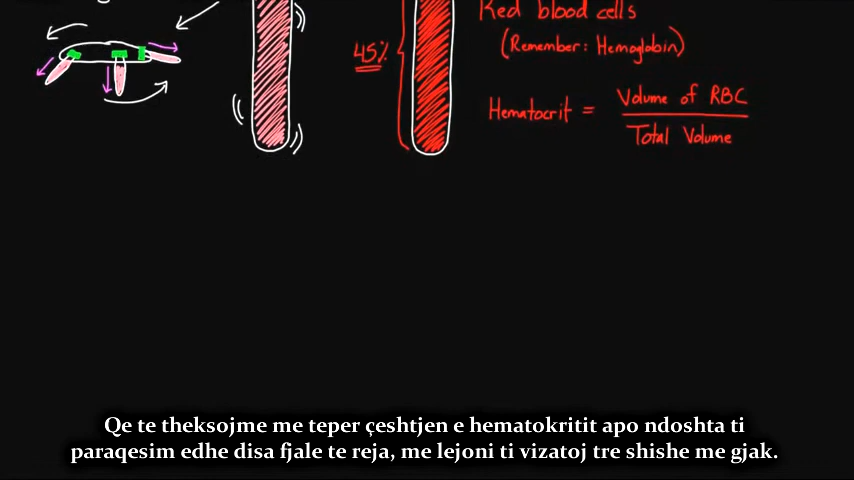 Red blood cells
45%
(Remember: Hemoglobin)
Hematocrit = Volume of RBC
Total Volume
Qe te theksojme me teper çeshtjen e hematokritit apo ndoshta ti
paraqesim edhe disa fjale te reja, me lejoni ti vizatoj tre shishe me gjak.